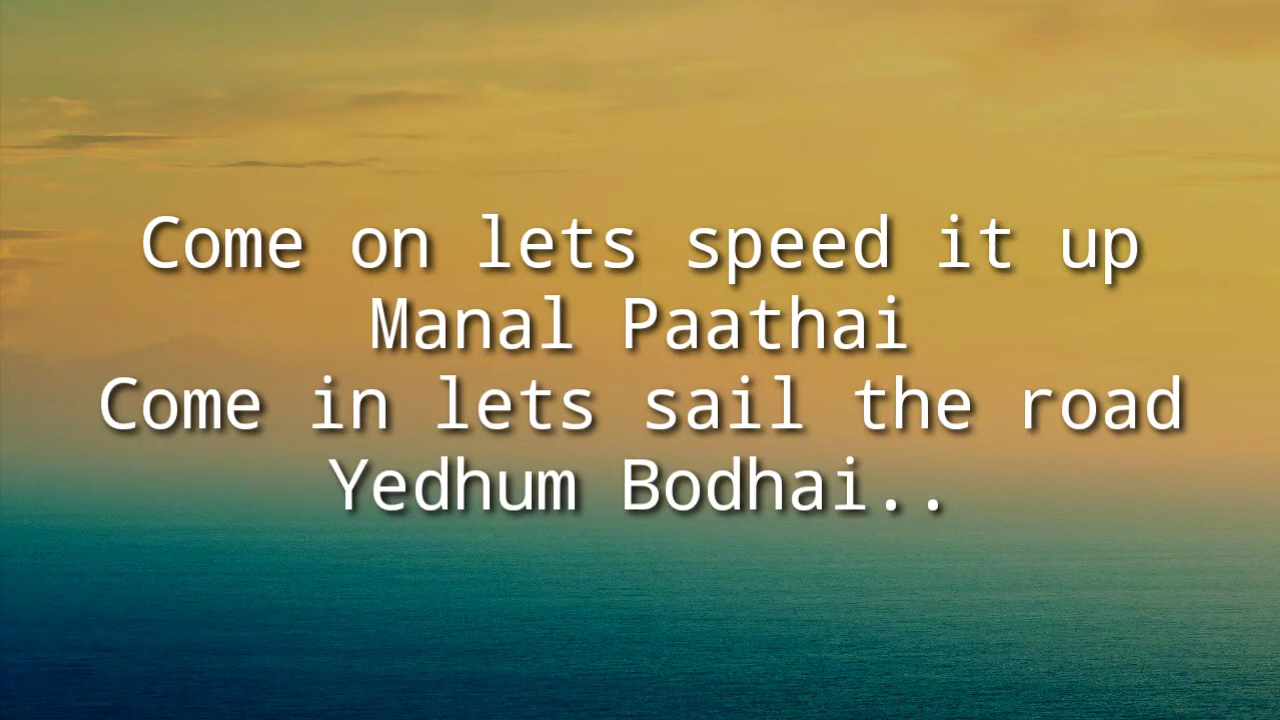 Come on lets speed it up
Manal Paathai
Come in lets sail the road
Yedhum Bodhai..